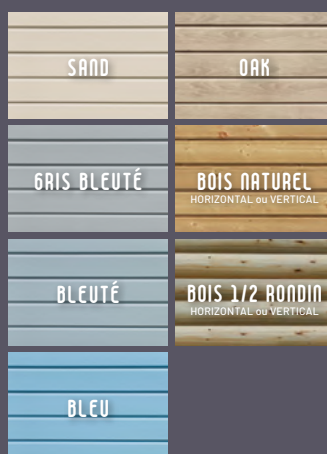 SAND
OAK
GRIS BLEUTÉ
BOIS NATUREL
HORIZONTAL ou VERTICAL
BLEUTÉ
BOIS 1/2 RONDIN
HORIZONTAL ou VERTICAL
BLEU